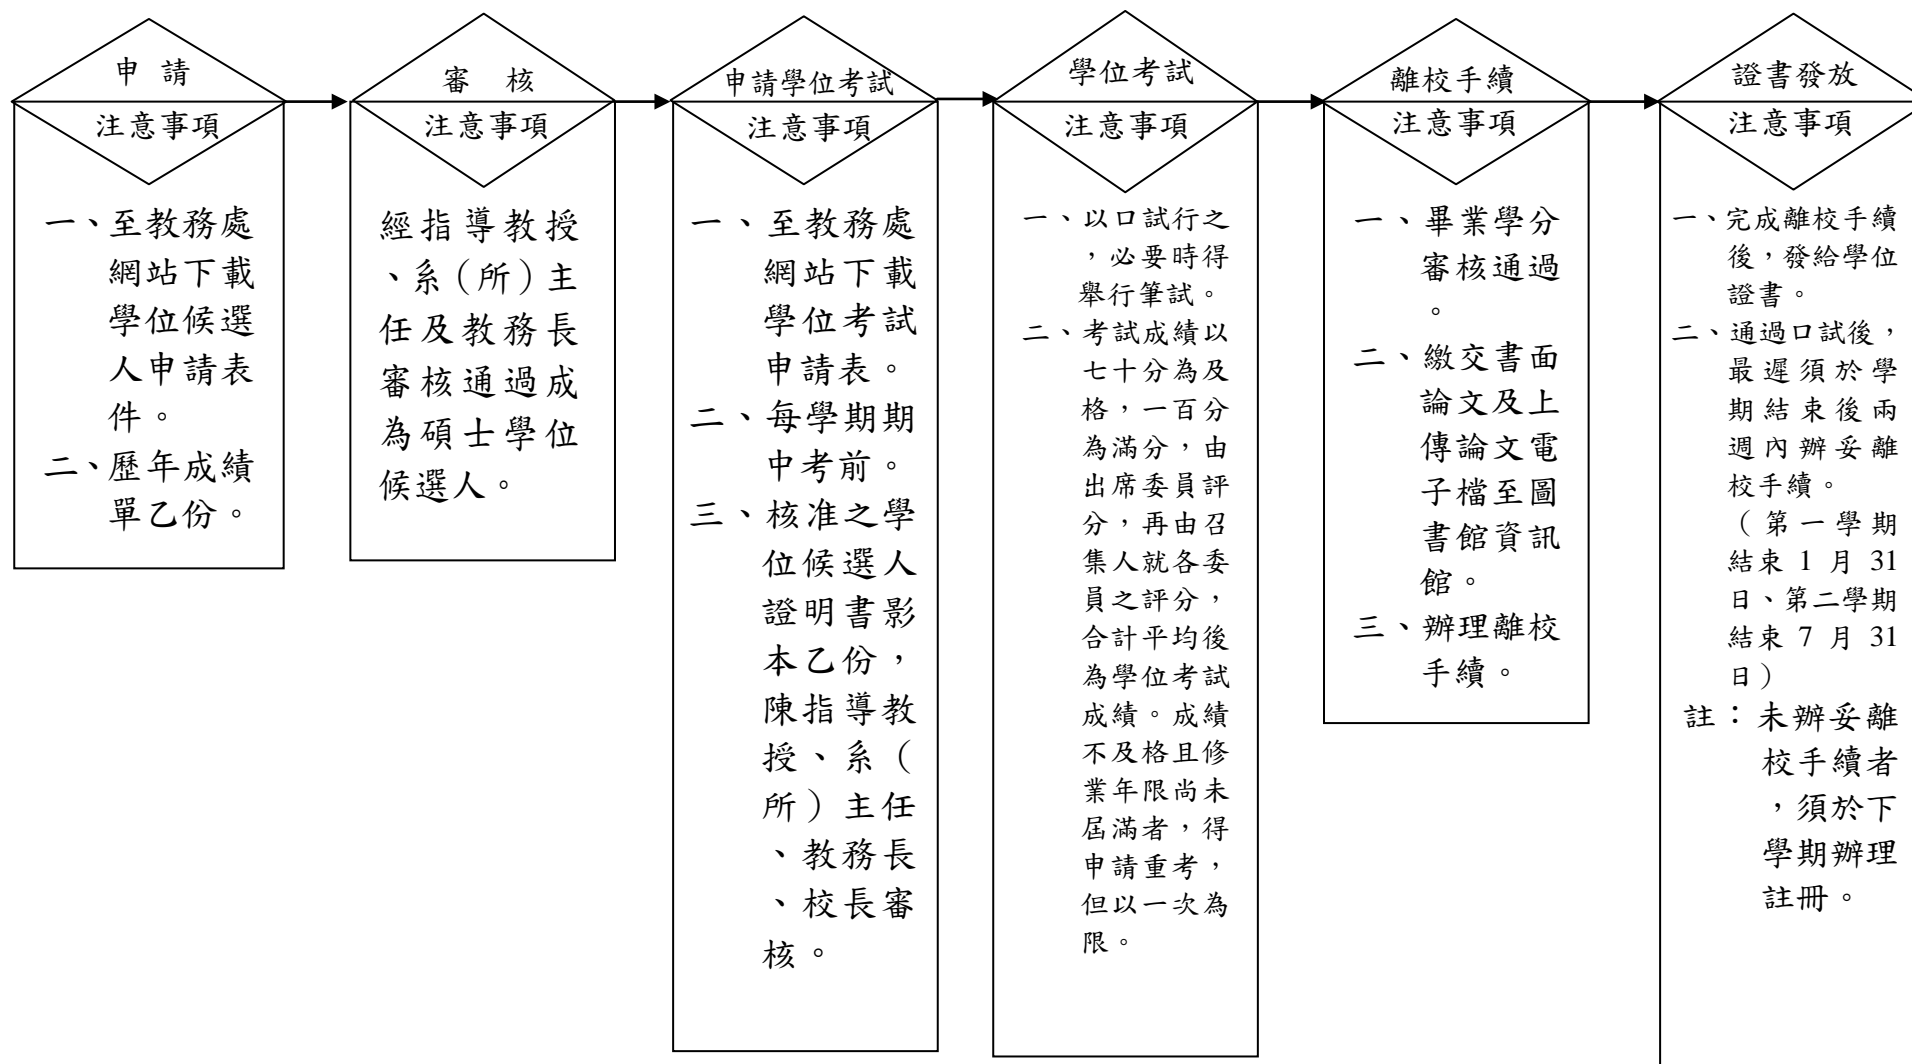 申 請
注意事項
一、至教務處
網站下載
學位候選
人申請表
件。
二、歷年成績
單乙份。
審 核
注意事項
經指導教授
、系（所）主
任及教務長
審核通過成
為碩士學位
候選人。
申請學位考試
注意事項
一、至教務處
網站下載
學位考試
申請表。
二、每學期期
中考前。
三、核准之學
位候選人
證明書影
本乙份，
陳指導教
授、系（
所）主任
、教務長
、校長審
核。
學位考試
注意事項
一、以口試行之
，必要時得
舉行筆試。
二、考試成績以
七十分為及
格，一百分
為滿分，由
出席委員評
分，再由召
集人就各委
員之評分，
合計平均後
為學位考試
成績。成績
不及格且修
業年限尚未
屆滿者，得
申請重考，
但以一次為
限。
離校手續
注意事項
一、畢業學分
審核通過
。
二、繳交書面
論文及上
傳論文電
子檔至圖
書館資訊
館。
三、辦理離校
手續。
證書發放
注意事項
一、完成離校手續
後，發給學位
證書。
二、通過口試後，
最遲須於學
期結束後兩
週內辦妥離
校手續。
（第一學期
結束 1 月 31
日、第二學期
結束 7 月 31
日）
註：未辦妥離
校手續者
，須於下
學期辦理
註冊。